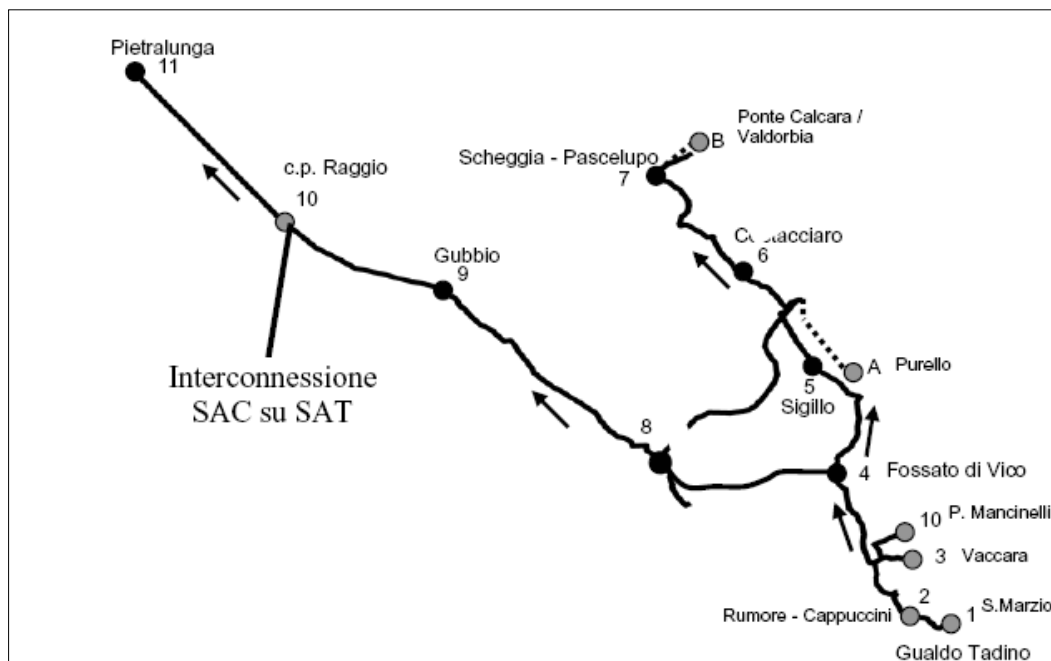 Pietralunga
11
Ponte Calcara /
Valdorbia
B
Scheggia - Pascelupo
7
c.p. Raggio
10
6
Gubbio
9
Interconnessione
SAC su SAT
A
Purello
5
Sigillo
8
4
Fossato di Vico
10
P. Mancinelli
3
Vaccara
2
Rumore - Cappuccini
1
S.Marzio
Gualdo Tadino